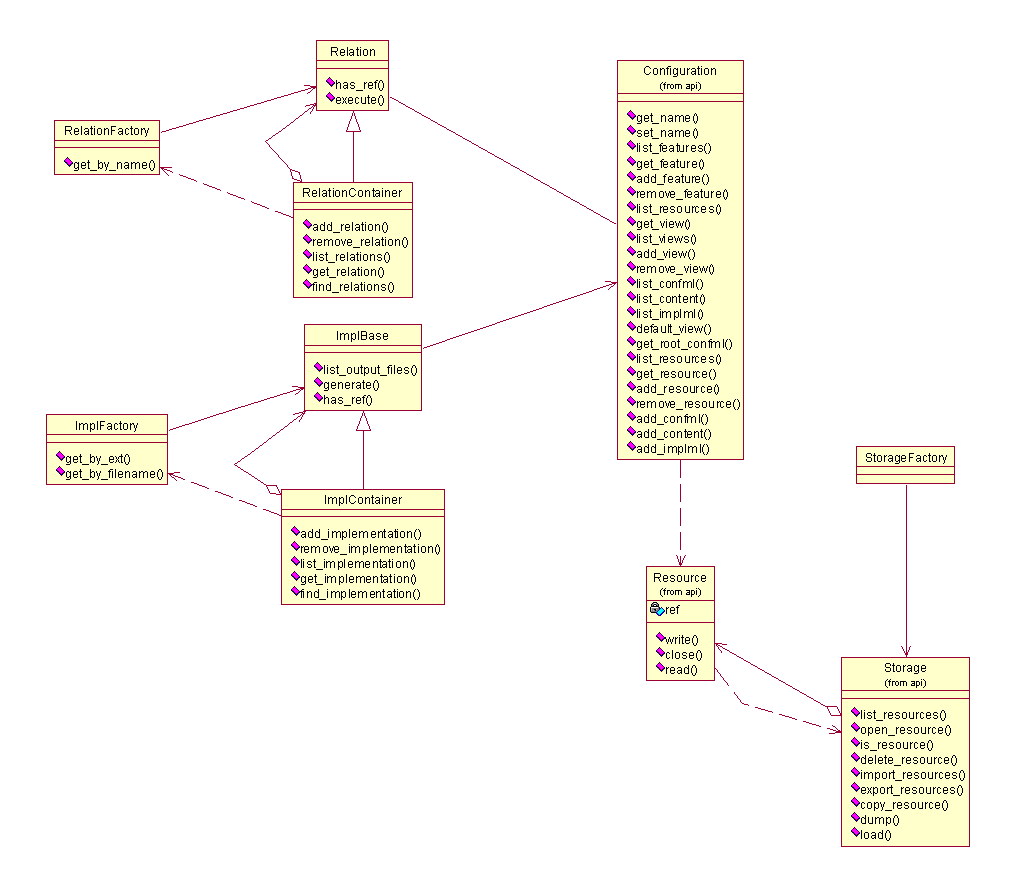 Relation
has_ref()
execute()
RelationFactory
get_by_name()
RelationContainer
add_relation()
remove_relation()
list_relations()
get_relation()
find_relations()
ImplBase
list_output_files()
generate()
has_ref()
ImplFactory
get_by_ext()
get_by_filename()
ImplContainer
add_implementation()
remove_implementation()
list_implementation()
get_implementation()
find_implementation()
Configuration
(from api)
get_name()
set_name()
list_features()
get_feature()
add_feature()
remove_feature()
list_resources()
get_view()
list_views()
add_view()
remove_view()
list_confml()
list_content()
list_implml()
default_view()
get_root_confml()
list_resources()
get_resource()
add_resource()
remove_resource()
add_confml()
add_content()
add_implml()
Resource
(from api)
ref
write()
close()
read()
StorageFactory
Storage
(from api)
list_resources()
open_resource()
is_resource()
delete_resource()
import_resources()
export_resources()
copy_resource()
dump()
load()